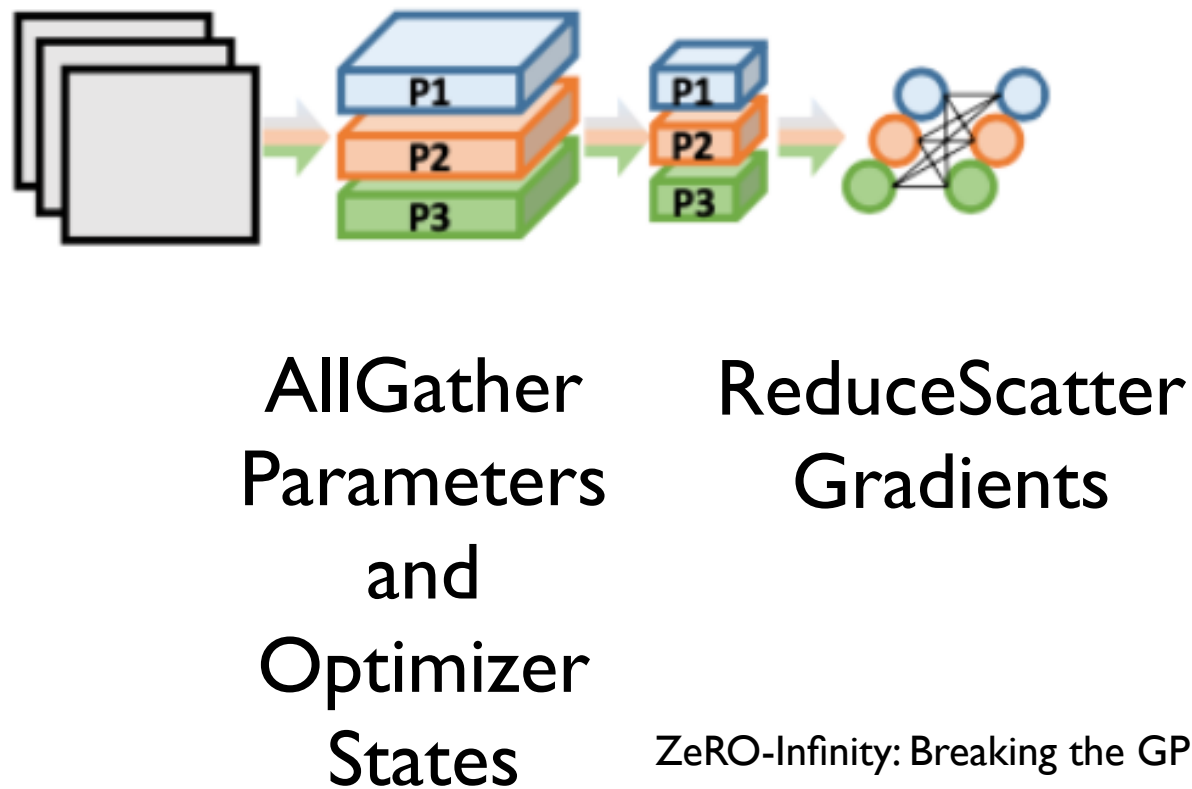 P1
P2
P3
P1
P2
P3
AllGather
Parameters
and
Optimizer
States
ReduceScatter
Gradients
ZeRO-Infinity: Breaking the GP